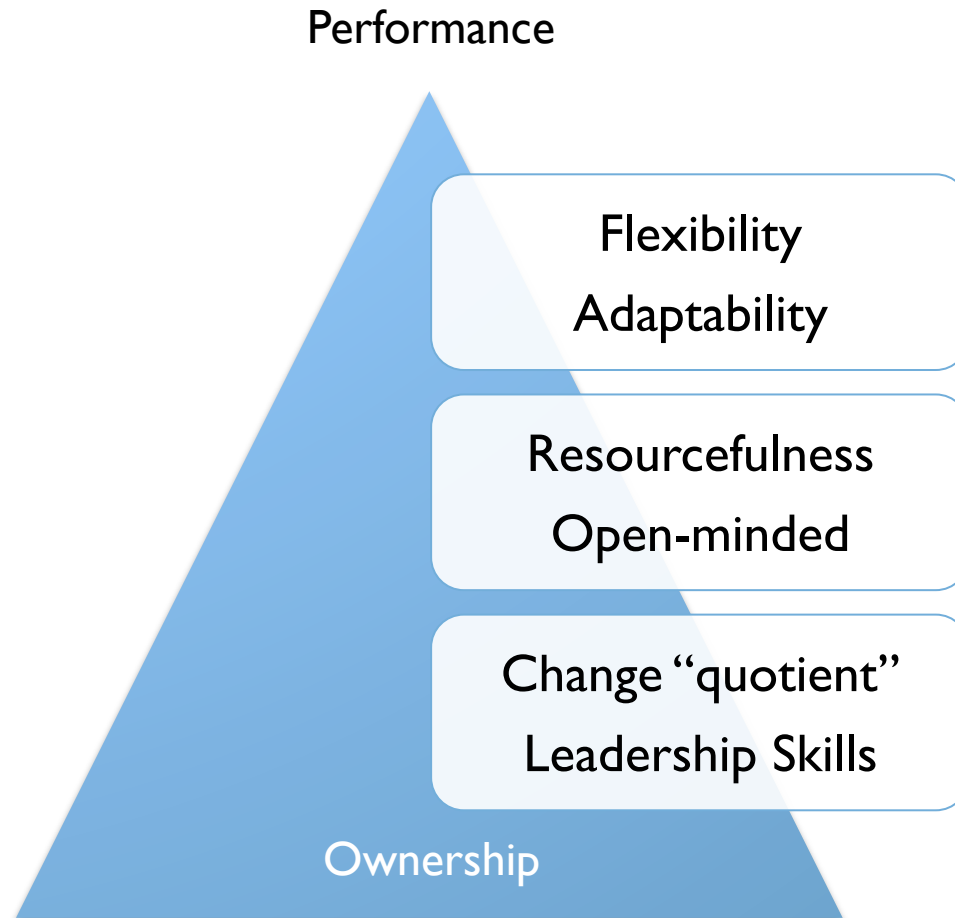 Performance
Flexibility
Adaptability
Resourcefulness
Open-minded
Change “quotient”
Leadership Skills
Ownership